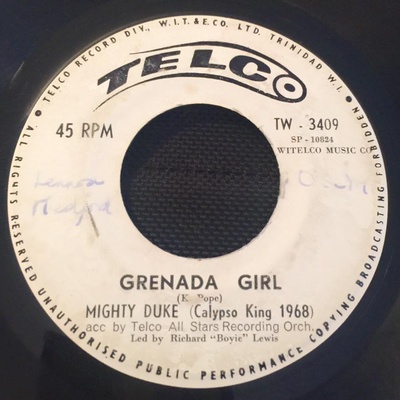 TELCO RECORD DIV., W.I.T. & E.CO. LTD., TRINIDAD W.I.
TELCO
45 RPM
TW - 3409
SP - 10824
WITELCO MUSIC CO
GRENADA GIRL
MIGHTY DUKE (Calypso King 1968)
acc by Telco All Stars Recording Orch.
Led by Richard "Boyie" Lewis
ALL RIGHTS RESERVED UNAUTHORISED PUBLIC PERFORMANCE COPYING BROADCASTING FORBIDDEN